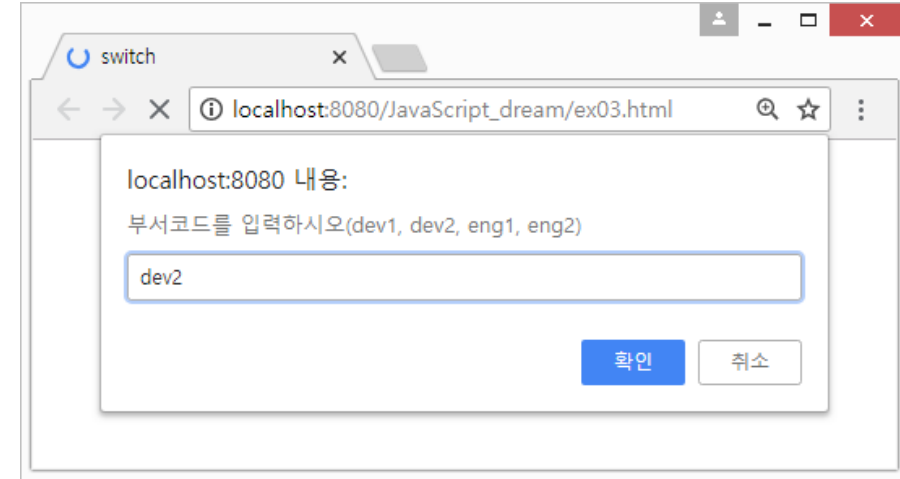 switch
localhost:8080/JavaScript_dream/ex03.html
localhost:8080 내용:
부서코드를 입력하시오(dev1, dev2, eng1, eng2)
dev2
확인 취소